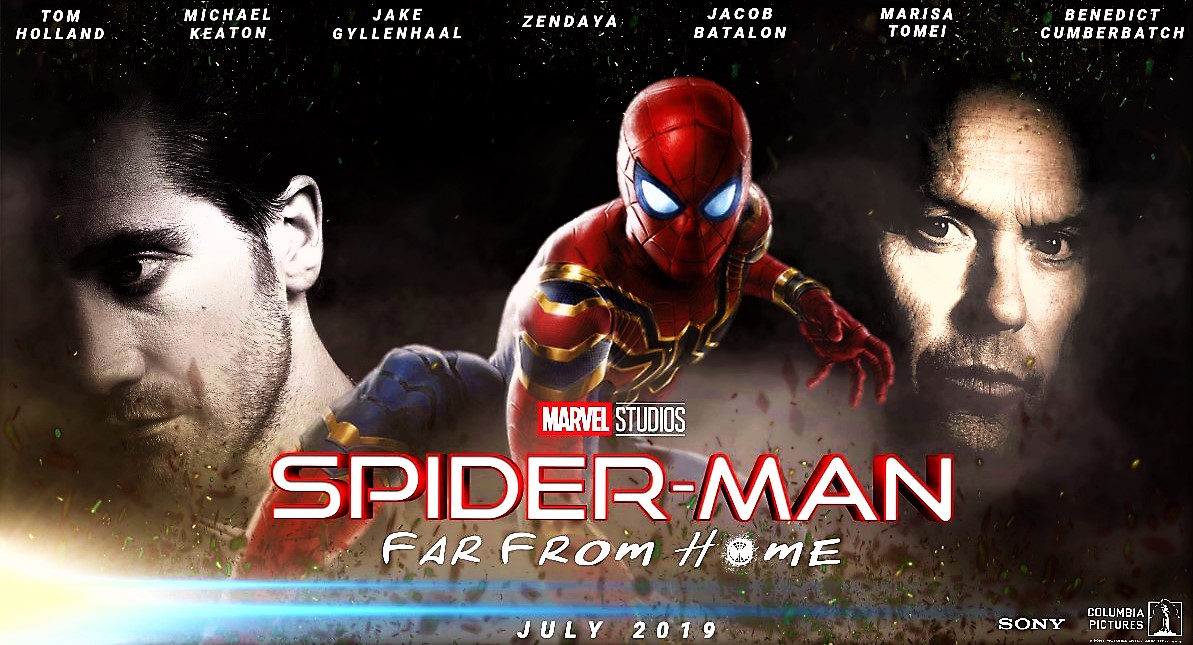 TOM
HOLLAND
MICHAEL
KEATON
JAKE
GYLLENHAAL
ZENDAYA
JACOB
BATALON
MARISA
TOMEI
BENEDICT
CUMBERBATCH
MARVEL STUDIOS
SPIDER-MAN
FAR FROM HOME
JULY 2019
SONY
COLUMBIA
PICTURES